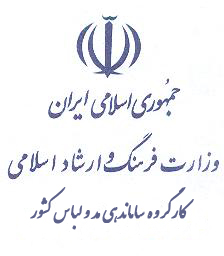 جمهوری اسلامی ایران
وزارت فرهنگ و ارشاد اسلامی
کارگروه ساماندهی مد و لباس کشور